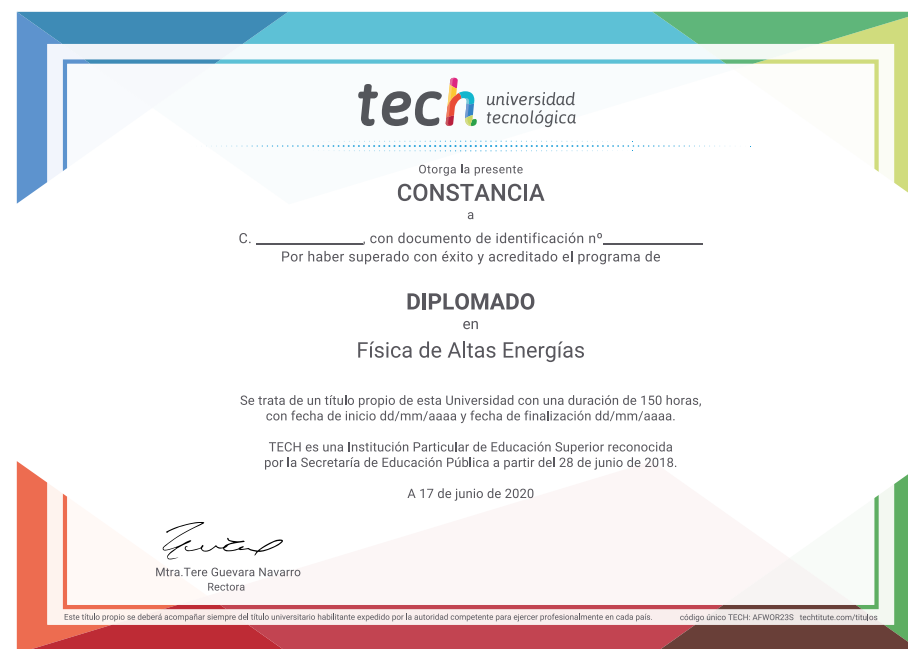 tech universidad
tecnológica
Otorga la presente
CONSTANCIA
a
C. ____________, con documento de identificación nº____________
Por haber superado con éxito y acreditado el programa de
DIPLOMADO
en
Física de Altas Energías
Se trata de un título propio de esta Universidad con una duración de 150 horas,
con fecha de inicio dd/mm/aaaa y fecha de finalización dd/mm/aaaa.
TECH es una Institución Particular de Educación Superior reconocida
por la Secretaría de Educación Pública a partir del 28 de junio de 2018.
A 17 de junio de 2020
Mtra.Tere Guevara Navarro
Rectora
Este título propio se deberá acompañar siempre del título universitario habilitante expedido por la autoridad competente para ejercer profesionalmente en cada país. código único TECH: AFWOR23S techtitute.com/titulos